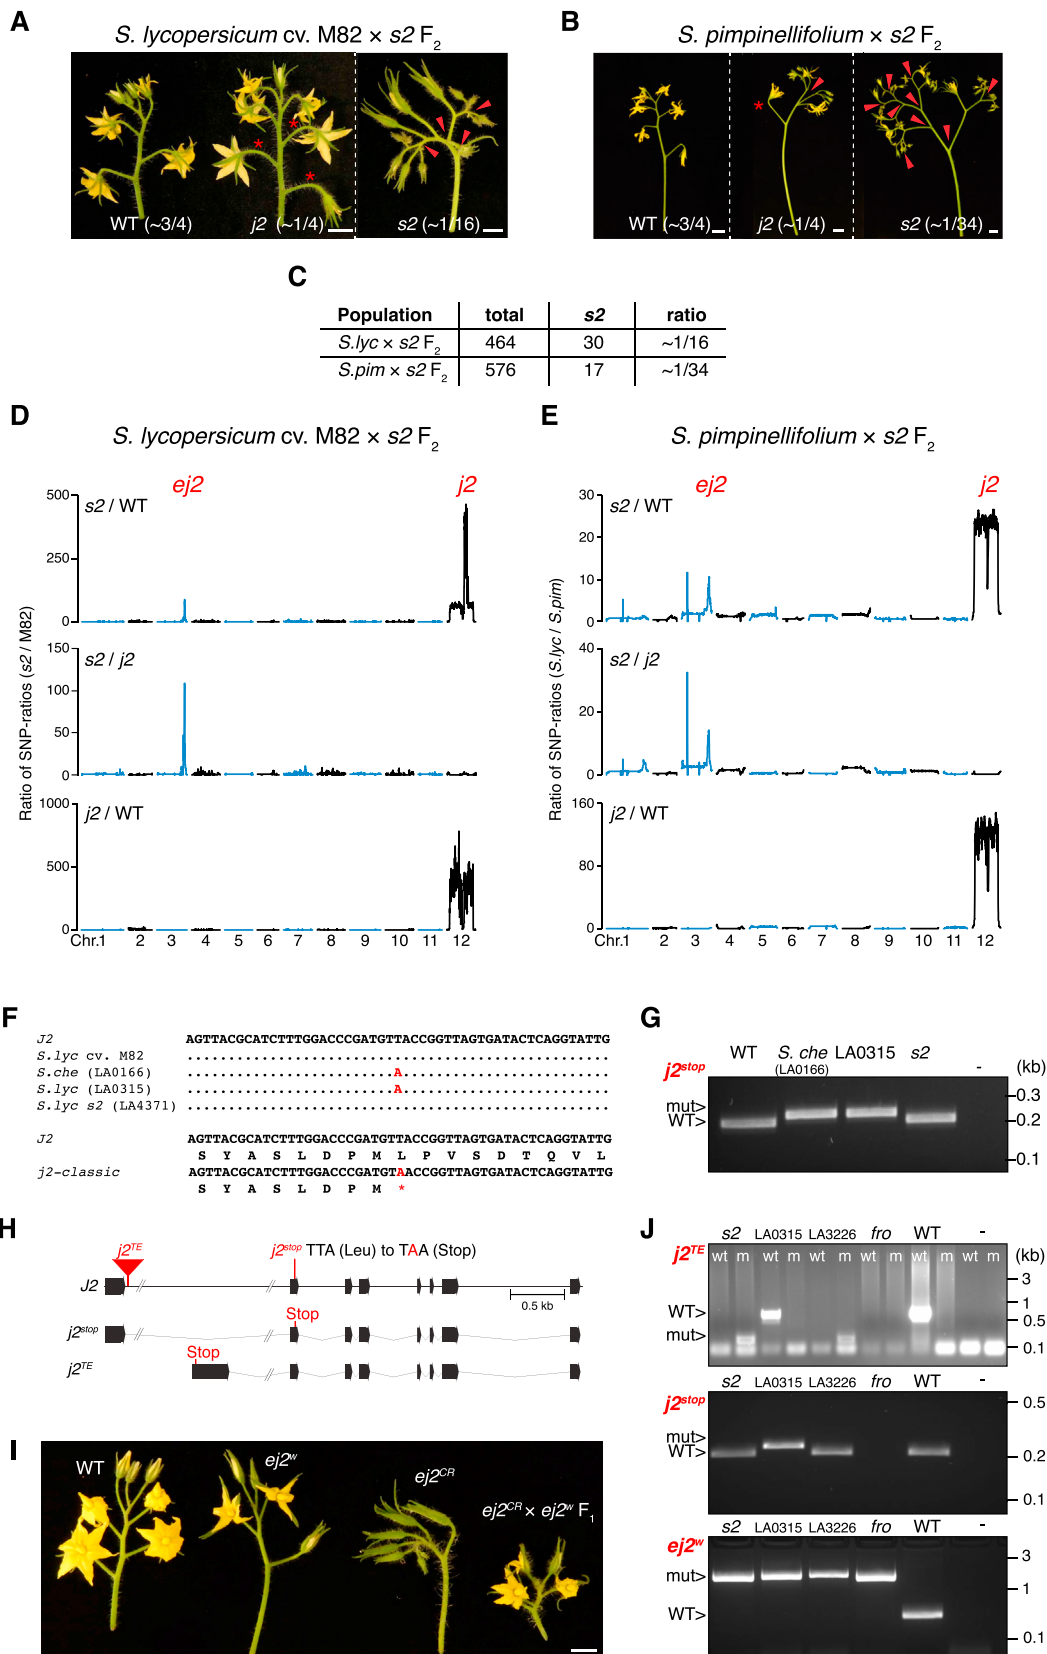 A
S. lycopersicum cv. M82 × s2 F2
WT (~3/4)
j2 (~1/4)
s2 (~1/16)
* * *
B
S. pimpinellifolium × s2 F2
WT (~3/4)
j2 (~1/4)
s2 (~1/34)
*
C
Population total s2 ratio
S.lyc × s2 F2 464 30 ~1/16
S.pim × s2 F2 576 17 ~1/34
D
S. lycopersicum cv. M82 × s2 F2
ej2 j2
Ratio of SNP-ratios (s2 / M82)
s2 / WT
500
250
0
s2 / j2
150
100
50
0
j2 / WT
1000
500
0
Chr.1 2 3 4 5 6 7 8 9 10 11 12
E
S. pimpinellifolium × s2 F2
ej2 j2
Ratio of SNP-ratios (S.lyc / S.pim)
s2 / WT
30
20
10
0
s2 / j2
40
20
0
j2 / WT
160
80
0
Chr.1 2 3 4 5 6 7 8 9 10 11 12
F
J2 AGTTACGCATCTTTGGACCCGATGTTACCGGTTAGTGATACTCAGGTATTG
S.lyc cv. M82 ...................................................
S.che (LA0166) .........................A.........................
S.lyc (LA0315) .........................A.........................
S.lyc s2 (LA4371) ...................................................
J2 AGTTACGCATCTTTGGACCCGATGTTACCGGTTAGTGATACTCAGGTATTG
S Y A S L D P M L P V S D T Q V L
j2-classic AGTTACGCATCTTTGGACCCGATGTAACCGGTTAGTGATACTCAGGTATTG
S Y A S L D P M *
G
WT S. che (LA0166) LA0315 s2 -
j2stop (kb)
mut>
WT>
0.3
0.2
0.1
H
j2TE j2stop TTA (Leu) to TAA (Stop)
J2
0.5 kb
Stop
j2stop
Stop
j2TE
I
WT
ej2w
ej2CR
ej2CR × ej2w F1
J
s2 LA0315 LA3226 fro WT -
j2TE wt m wt m wt m wt m wt m wt m (kb)
WT>
mut>
3
1
0.5
0.1
s2 LA0315 LA3226 fro WT -
j2stop
mut>
WT>
0.5
0.2
0.1
s2 LA0315 LA3226 fro WT -
ej2w
mut>
WT>
3
1
0.1